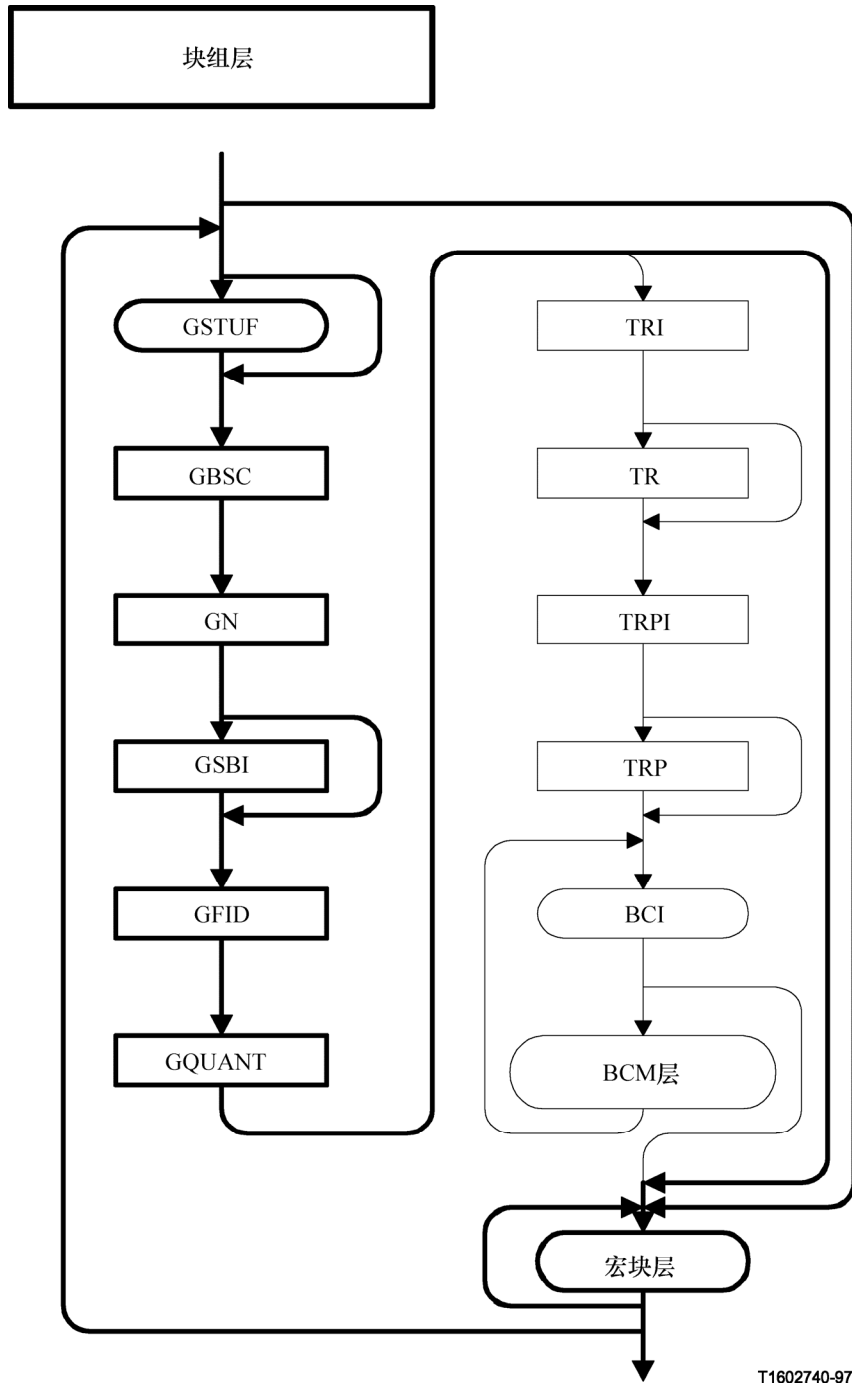 块组层
GSTUF
GBSC
GN
GSBI
GFID
GQUANT
TRI
TR
TRPI
TRP
BCI
BCM层
宏块层
T1602740-97